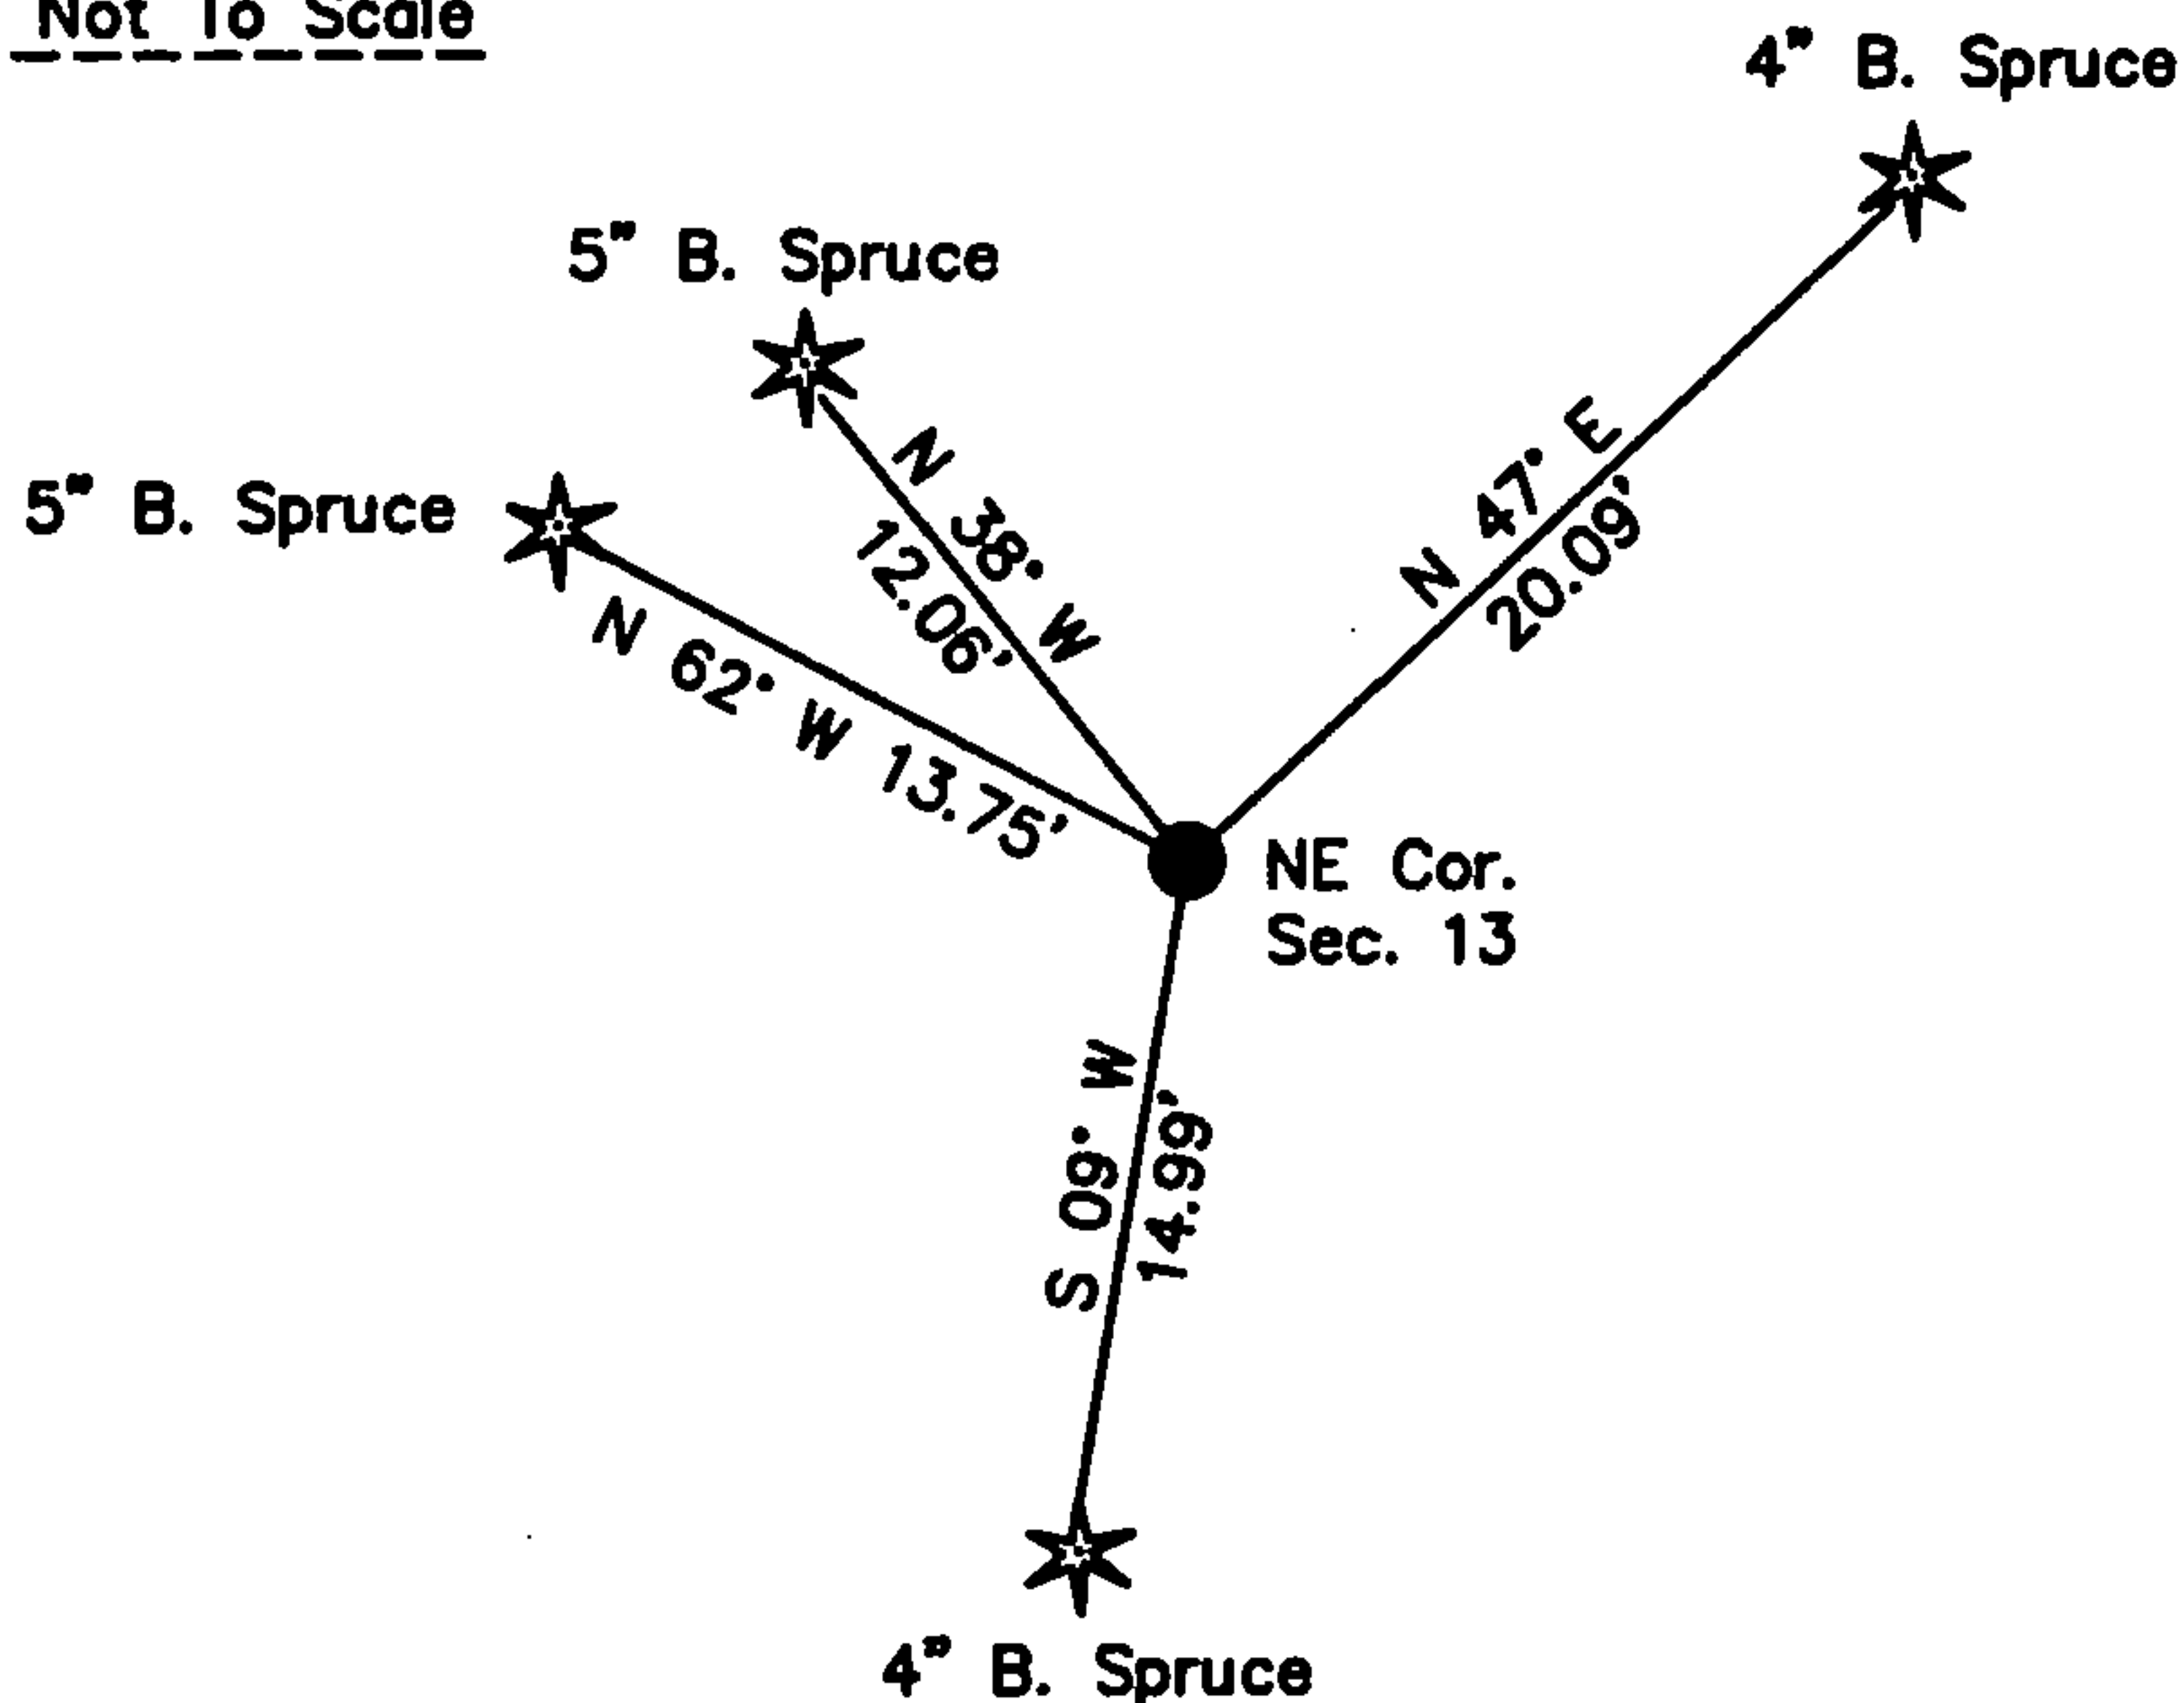 Not To Scale
4" B. Spruce
5" B. Spruce
5" B. Spruce
N 38° W
12.06'
N 47° E
20.09'
N 62° W 13.75'
NE Cor.
Sec. 13
S 09° W
14.99'
4" B. Spruce